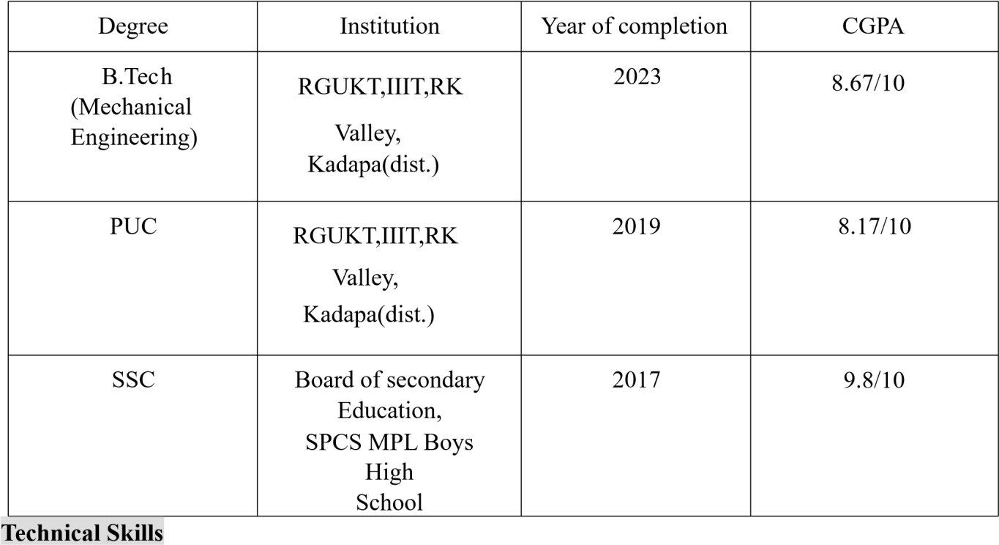 Degree Institution Year of completion CGPA
B.Tech
(Mechanical
Engineering)
RGUKT,IIIT,RK
Valley,
Kadapa(dist.)
2023
8.67/10
PUC
RGUKT,IIIT,RK
Valley,
Kadapa(dist.)
2019
8.17/10
SSC
Board of secondary
Education,
SPCS MPL Boys
High
School
2017
9.8/10
Technical Skills